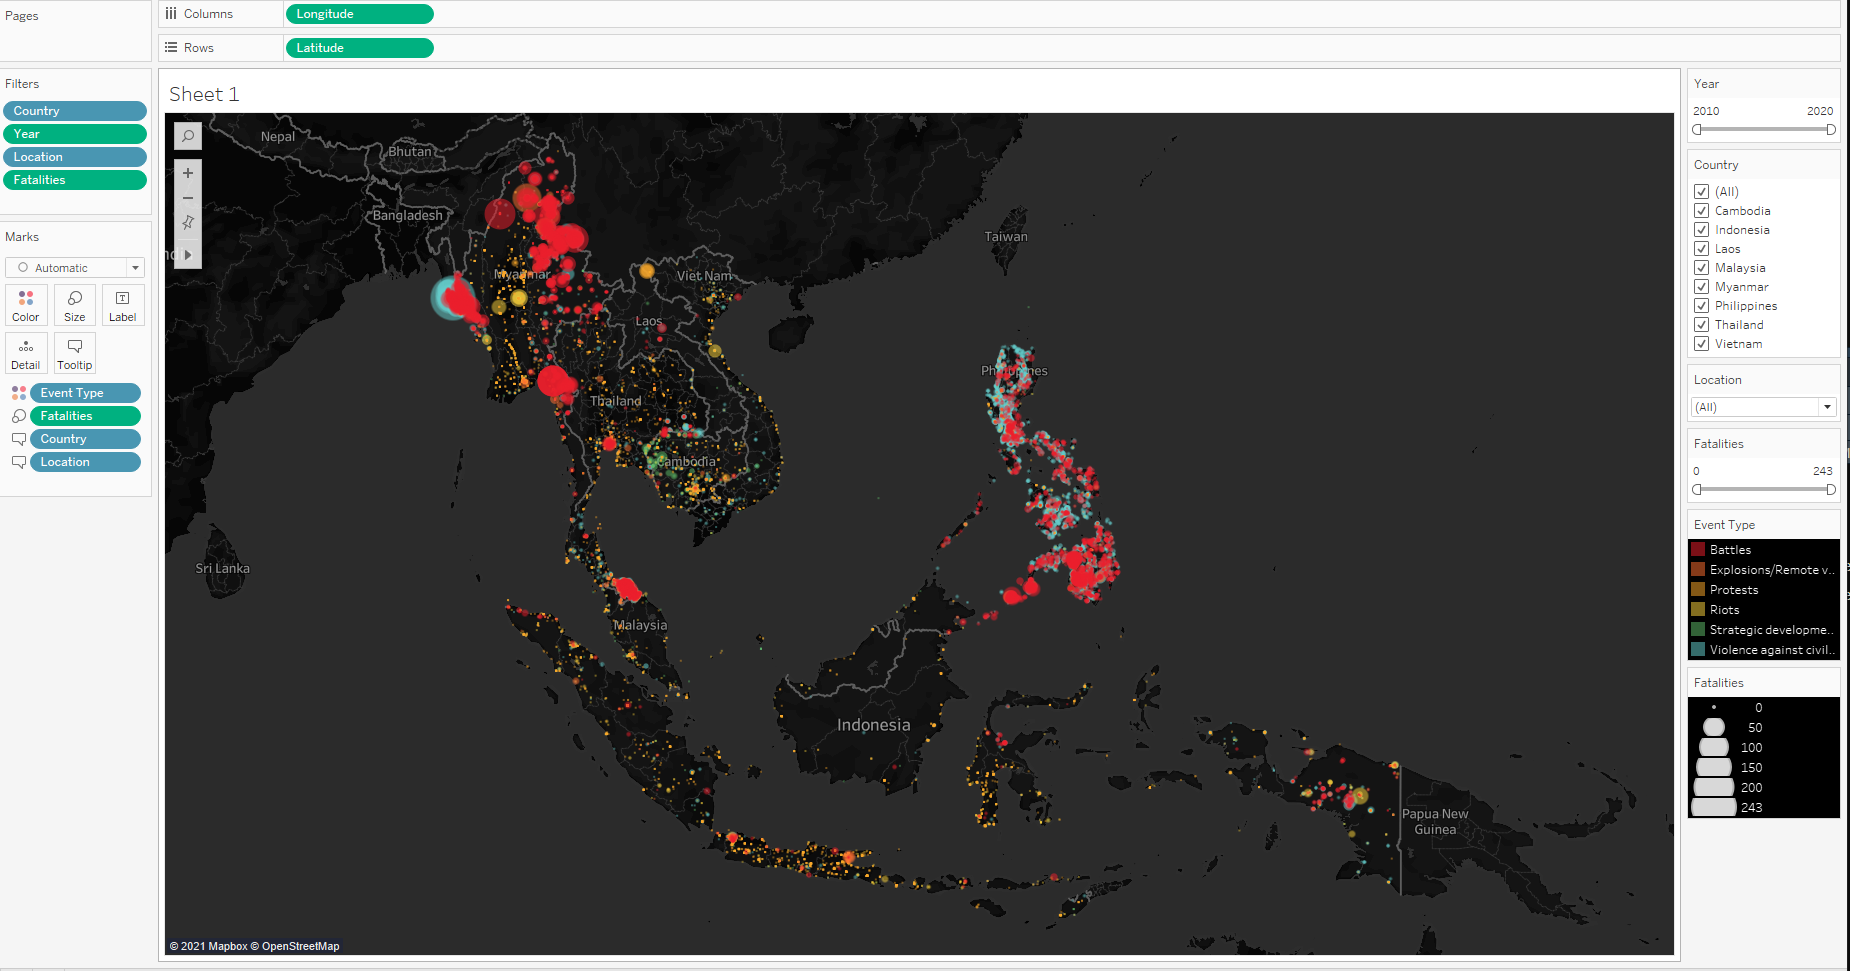 Pages
Columns
Longitude
Rows
Latitude
Filters
Country
Year
Location
Fatalities
Marks
Automatic
Color
Size
Label
Detail
Tooltip
Event Type
Fatalities
Country
Location
Sheet 1
Nepal
Bhutan
Bangladesh
Taiwan
Myanmar
Viet Nam
Laos
Philippines
Thailand
Cambodia
Sri Lanka
Malaysia
Indonesia
Papua New
Guinea
© 2021 Mapbox © OpenStreetMap
Year
2010 2020
Country
(All)
Cambodia
Indonesia
Laos
Malaysia
Myanmar
Philippines
Thailand
Vietnam
Location
(All)
Fatalities
0 243
Event Type
Battles
Explosions/Remote v..
Protests
Riots
Strategic developme..
Violence against civil..
Fatalities
0
50
100
150
200
243